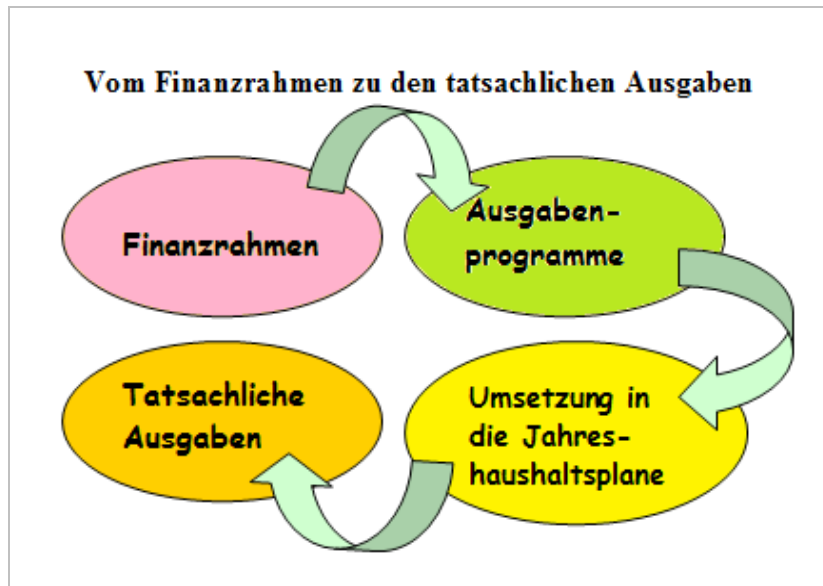 Vom Finanzrahmen zu den tatsachlichen Ausgaben
Finanzrahmen
Ausgaben-
programme
Umsetzung in
die Jahres-
haushaltsplane
Tatsachliche
Ausgaben